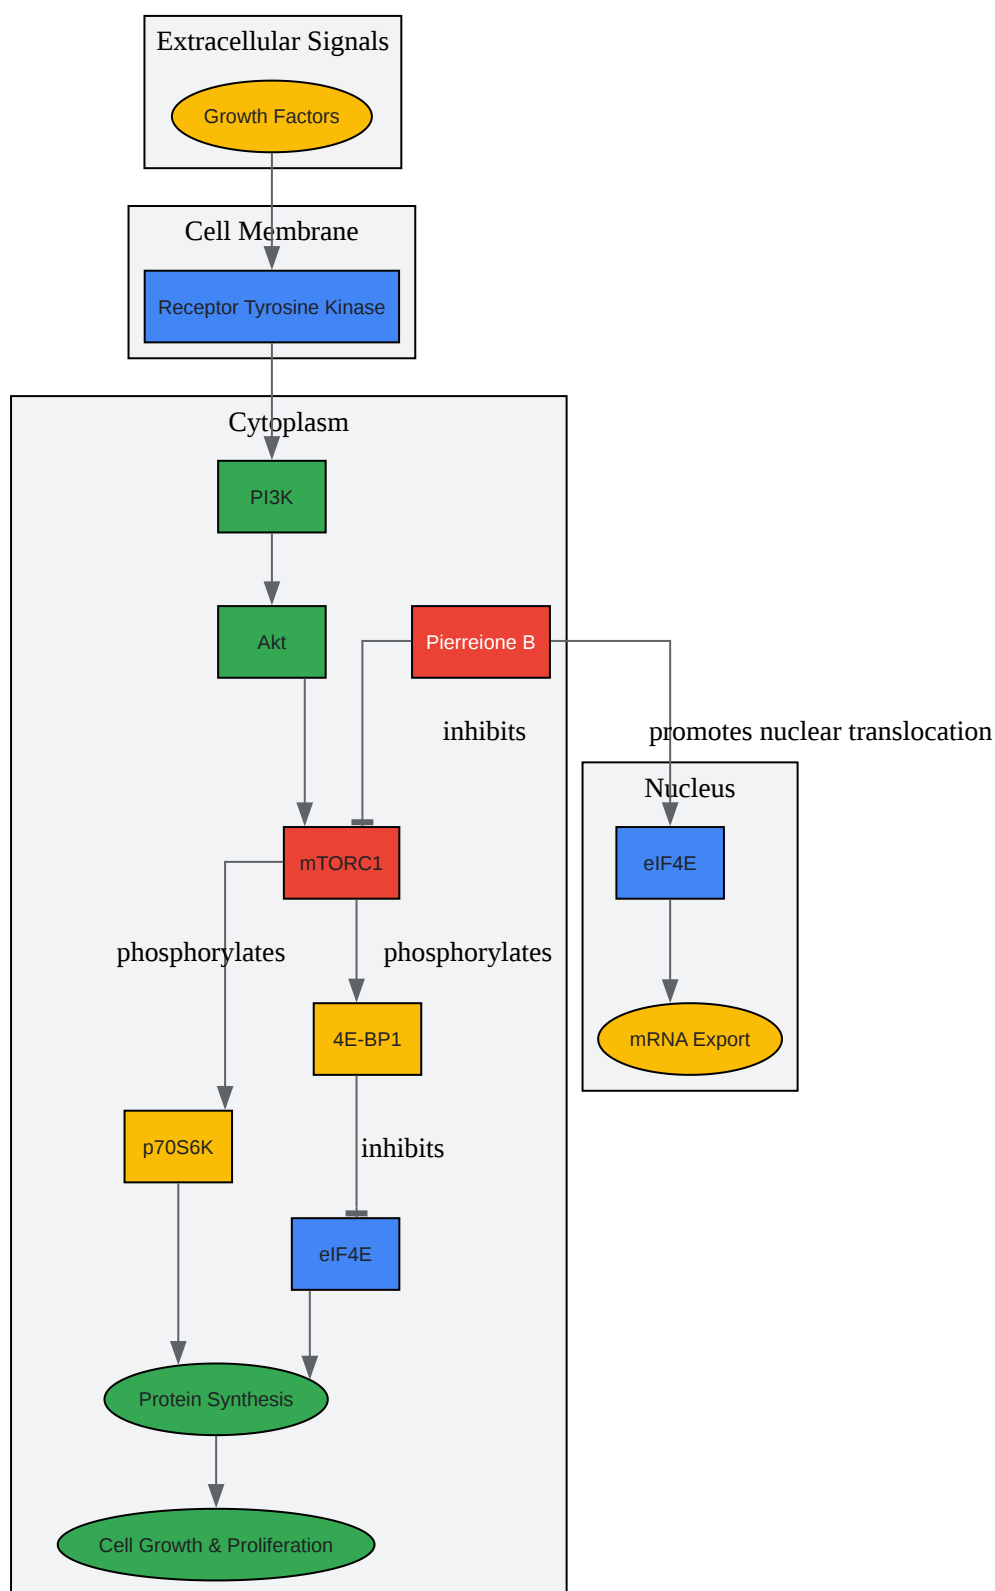 Extracellular Signals
Growth Factors
Cell Membrane
Receptor Tyrosine Kinase
Cytoplasm
PI3K
Akt
Pierreione B
inhibits
promotes nuclear translocation
Nucleus
mTORC1
eIF4E
phosphorylates
phosphorylates
4E-BP1
mRNA Export
p70S6K
inhibits
eIF4E
Protein Synthesis
Cell Growth & Proliferation